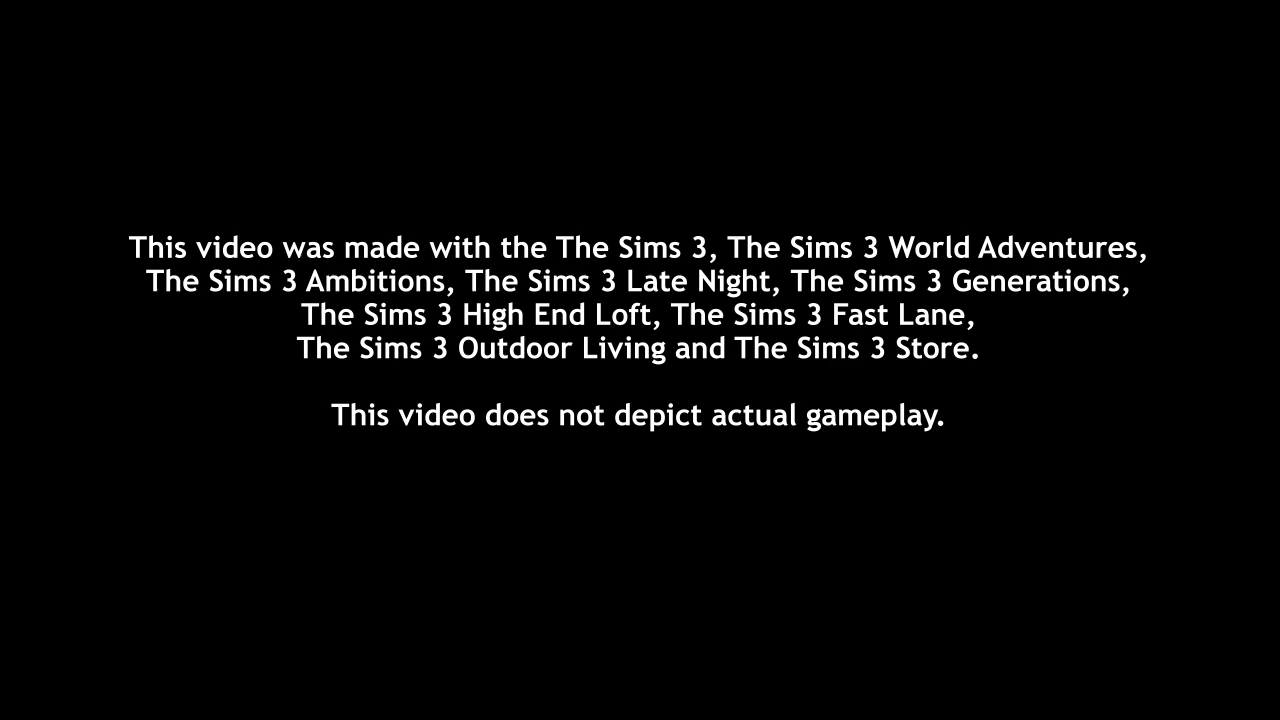 This video was made with the The Sims 3, The Sims 3 World Adventures,
The Sims 3 Ambitions, The Sims 3 Late Night, The Sims 3 Generations,
The Sims 3 High End Loft, The Sims 3 Fast Lane,
The Sims 3 Outdoor Living and The Sims 3 Store.
This video does not depict actual gameplay.